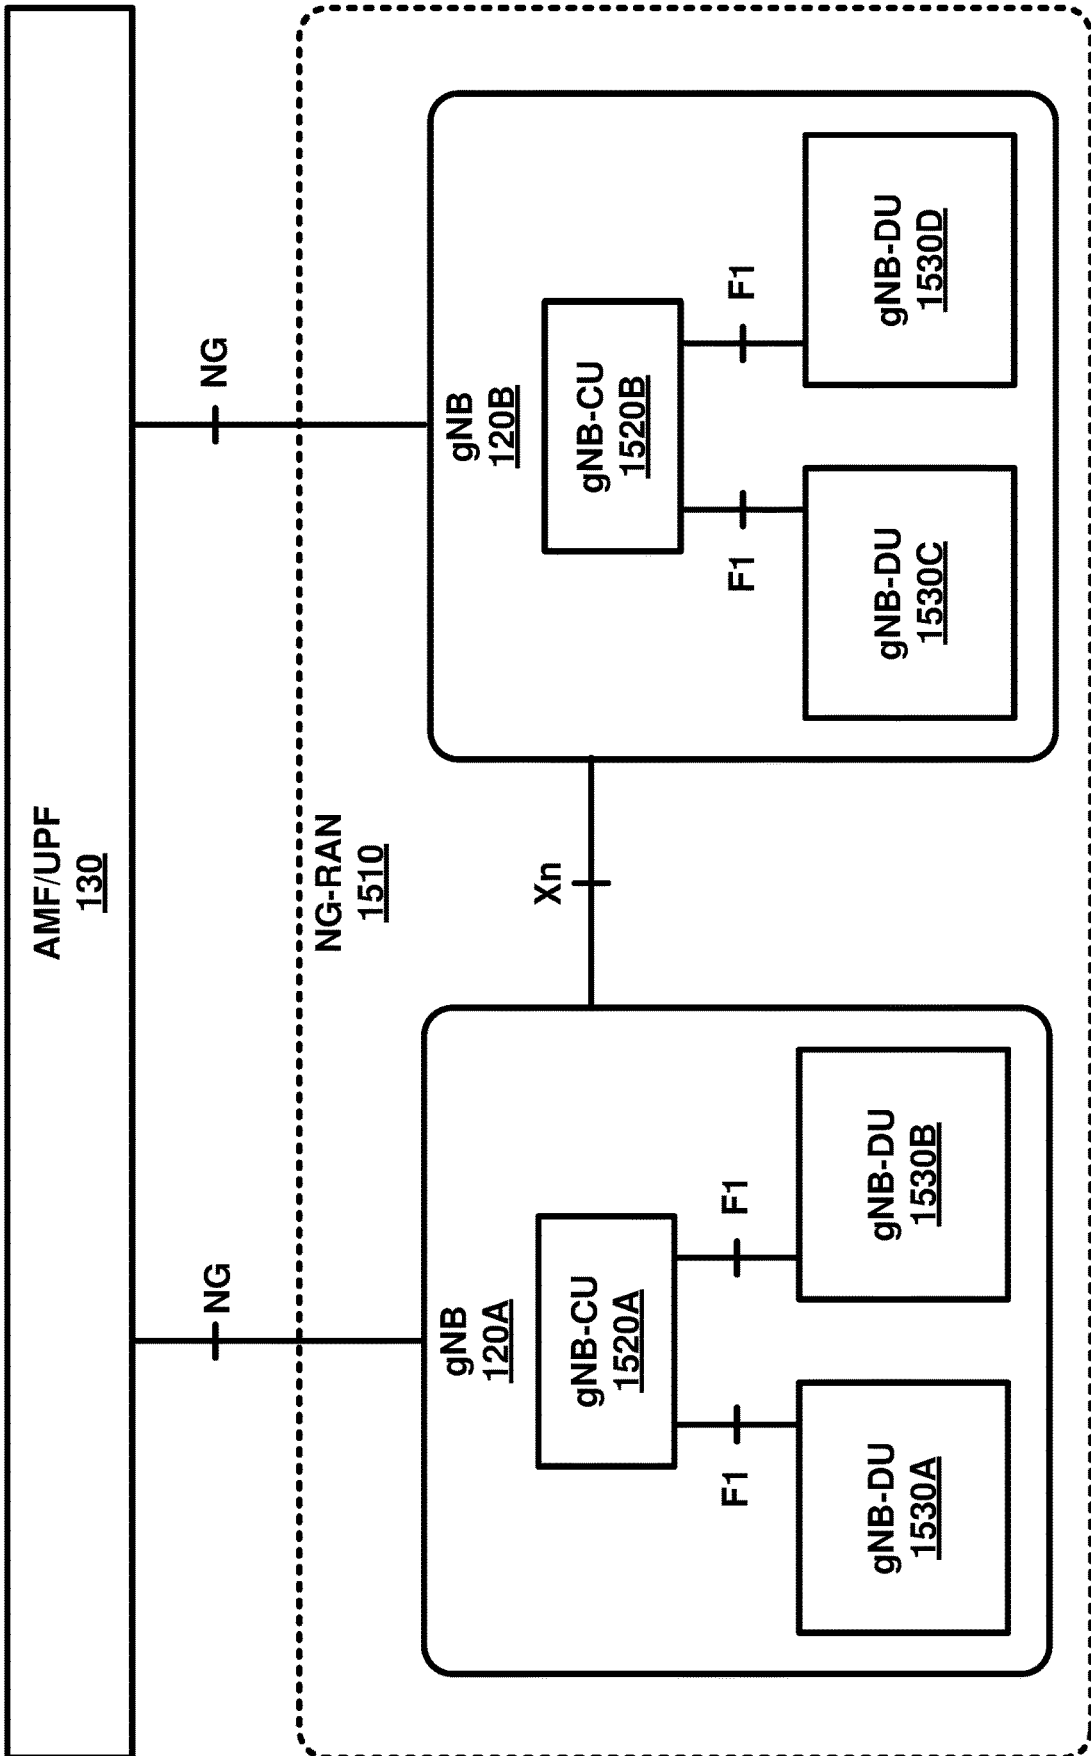 AMF/UPF
130
NG
NG
NG-RAN
1510
gNB
120A
gNB-CU
1520A
F1
F1
gNB-DU
1530A
gNB-DU
1530B
Xn
gNB
120B
gNB-CU
1520B
F1
F1
gNB-DU
1530C
gNB-DU
1530D